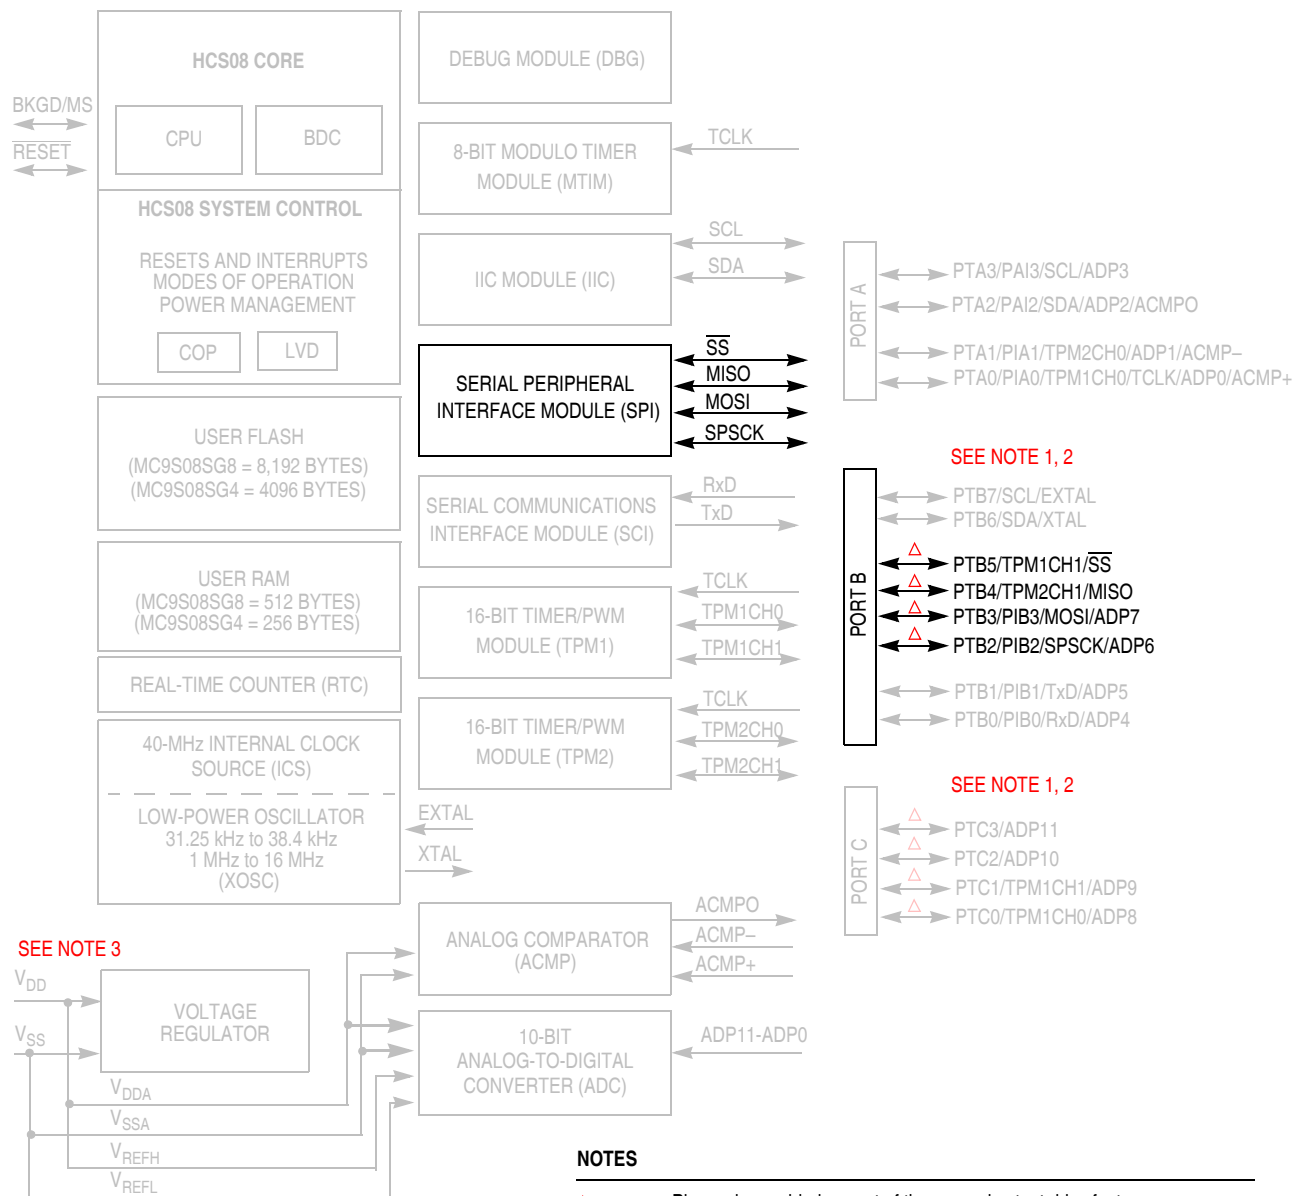 HCS08 CORE
BKGD/MS
RESET
CPU
BDC
HCS08 SYSTEM CONTROL
RESETS AND INTERRUPTS
MODES OF OPERATION
POWER MANAGEMENT
COP
LVD
USER FLASH
(MC9S08SG8 = 8,192 BYTES)
(MC9S08SG4 = 4096 BYTES)
USER RAM
(MC9S08SG8 = 512 BYTES)
(MC9S08SG4 = 256 BYTES)
REAL-TIME COUNTER (RTC)
40-MHz INTERNAL CLOCK
SOURCE (ICS)
LOW-POWER OSCILLATOR
31.25 kHz to 38.4 kHz
1 MHz to 16 MHz
(XOSC)
EXTAL
XTAL
SEE NOTE 3
VDD
VSS
VOLTAGE
REGULATOR
VDDA
VSSA
VREFH
VREFL
DEBUG MODULE (DBG)
8-BIT MODULO TIMER
MODULE (MTIM)
TCLK
IIC MODULE (IIC)
SCL
SDA
SERIAL PERIPHERAL
INTERFACE MODULE (SPI)
SS
MISO
MOSI
SPSCK
SERIAL COMMUNICATIONS
INTERFACE MODULE (SCI)
RxD
TxD
16-BIT TIMER/PWM
MODULE (TPM1)
TCLK
TPM1CH0
TPM1CH1
16-BIT TIMER/PWM
MODULE (TPM2)
TCLK
TPM2CH0
TPM2CH1
ANALOG COMPARATOR
(ACMP)
ACMPO
ACMP–
ACMP+
10-BIT
ANALOG-TO-DIGITAL
CONVERTER (ADC)
ADP11-ADP0
PORT A
PTA3/PAI3/SCL/ADP3
PTA2/PAI2/SDA/ADP2/ACMPO
PTA1/PIA1/TPM2CH0/ADP1/ACMP–
PTA0/PIA0/TPM1CH0/TCLK/ADP0/ACMP+
SEE NOTE 1, 2
PORT B
PTB7/SCL/EXTAL
PTB6/SDA/XTAL
PTB5/TPM1CH1/SS
PTB4/TPM2CH1/MISO
PTB3/PIB3/MOSI/ADP7
PTB2/PIB2/SPSCK/ADP6
PTB1/PIB1/TxD/ADP5
PTB0/PIB0/RxD/ADP4
SEE NOTE 1, 2
PORT C
PTC3/ADP11
PTC2/ADP10
PTC1/TPM1CH1/ADP9
PTC0/TPM1CH0/ADP8
NOTES